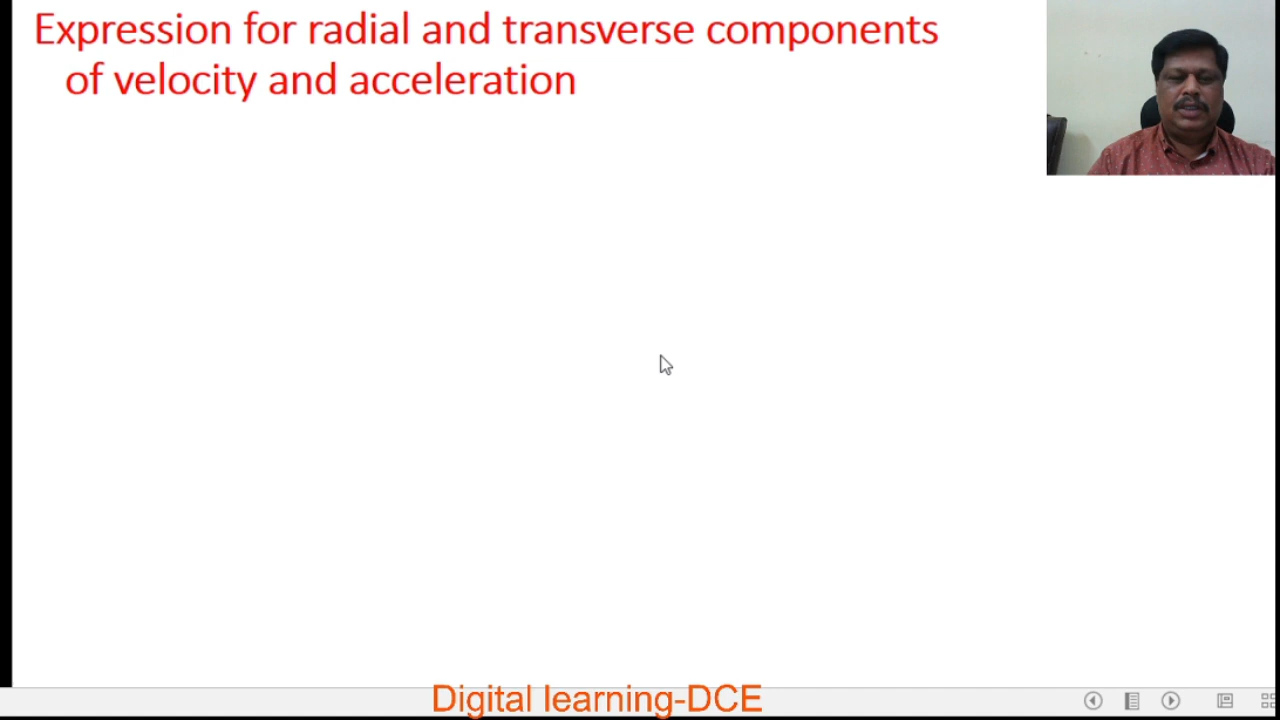 Expression for radial and transverse components
of velocity and acceleration
Digital learning-DCE